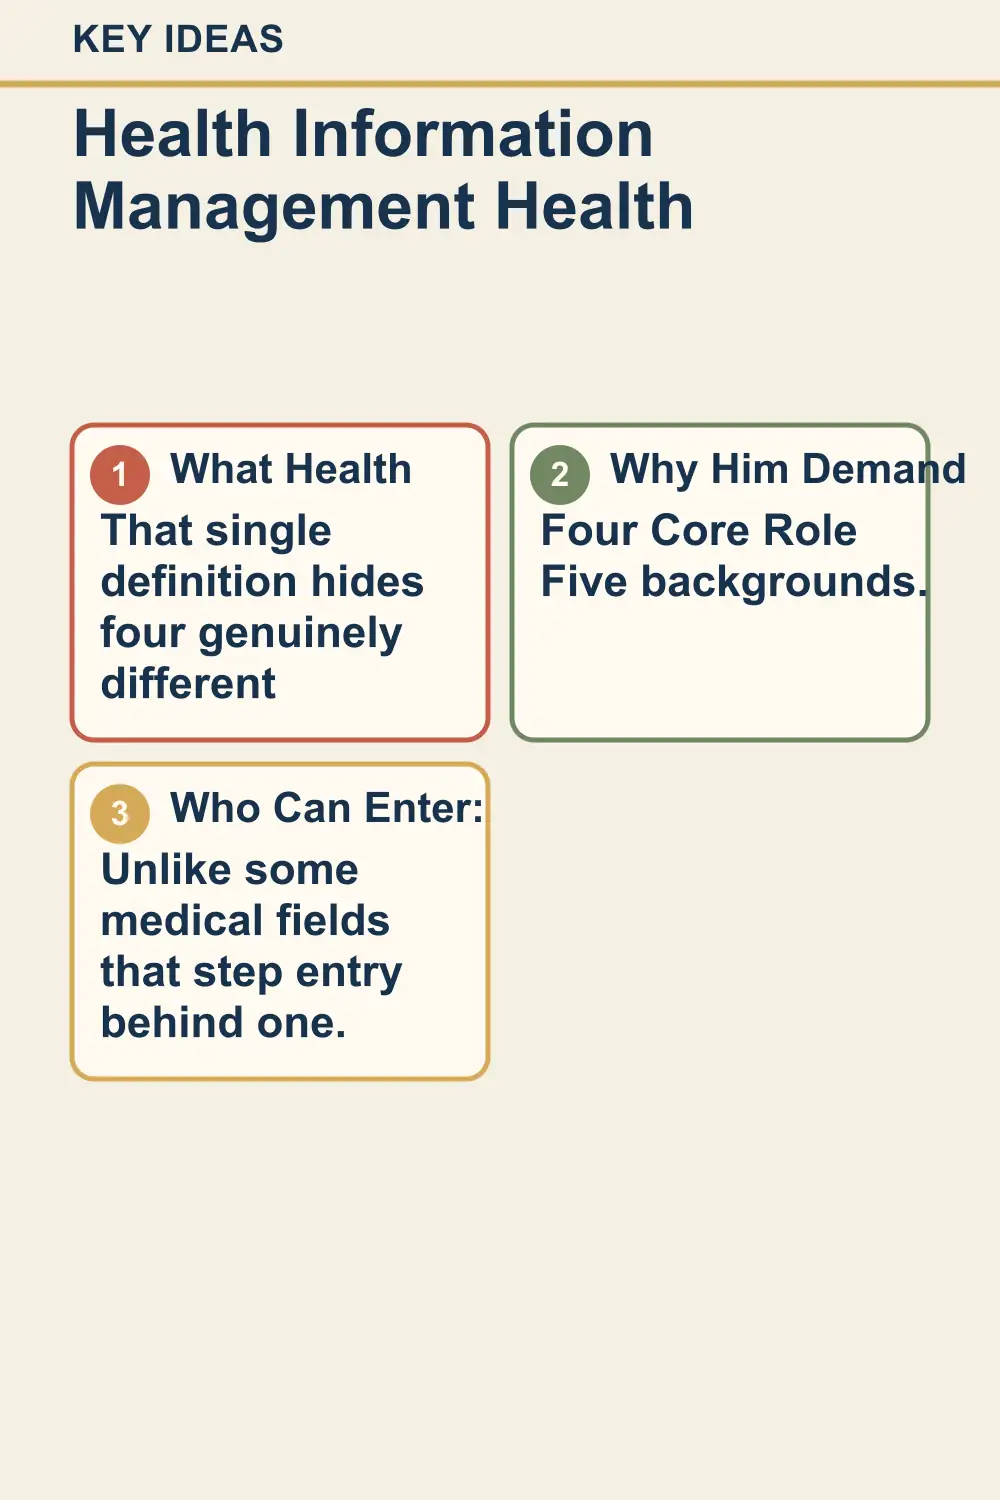 KEY IDEAS
Health Information
Management Health
1 What Health
That single
definition hides
four genuinely
different
2 Why Him Demand
Four Core Role
Five backgrounds.
3 Who Can Enter:
Unlike some
medical fields
that step entry
behind one.